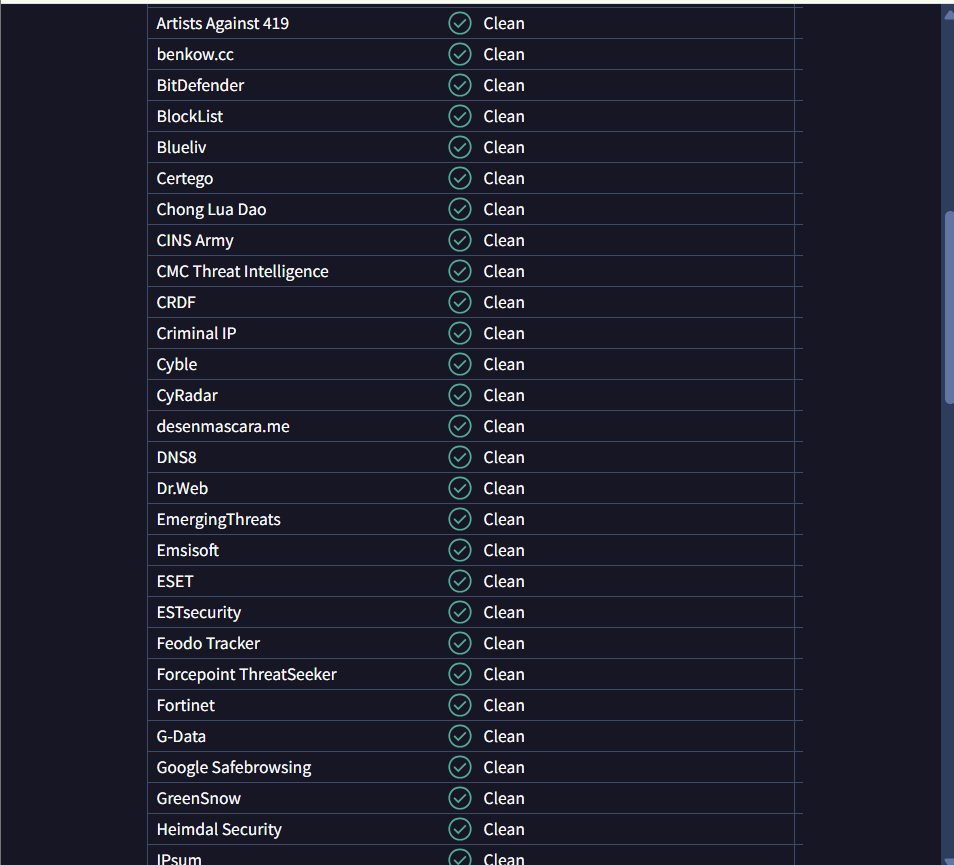 Artists Against 419 Clean
benkow.cc Clean
BitDefender Clean
BlockList Clean
Blueliv Clean
Certego Clean
Chong Lua Dao Clean
CINS Army Clean
CMC Threat Intelligence Clean
CRDF Clean
Criminal IP Clean
Cyble Clean
CyRadar Clean
desenmascara.me Clean
DNS8 Clean
Dr.Web Clean
EmergingThreats Clean
Emsisoft Clean
ESET Clean
ESTsecurity Clean
Feodo Tracker Clean
Forcepoint ThreatSeeker Clean
Fortinet Clean
G-Data Clean
Google Safebrowsing Clean
GreenSnow Clean
Heimdal Security Clean
IPsum Clean